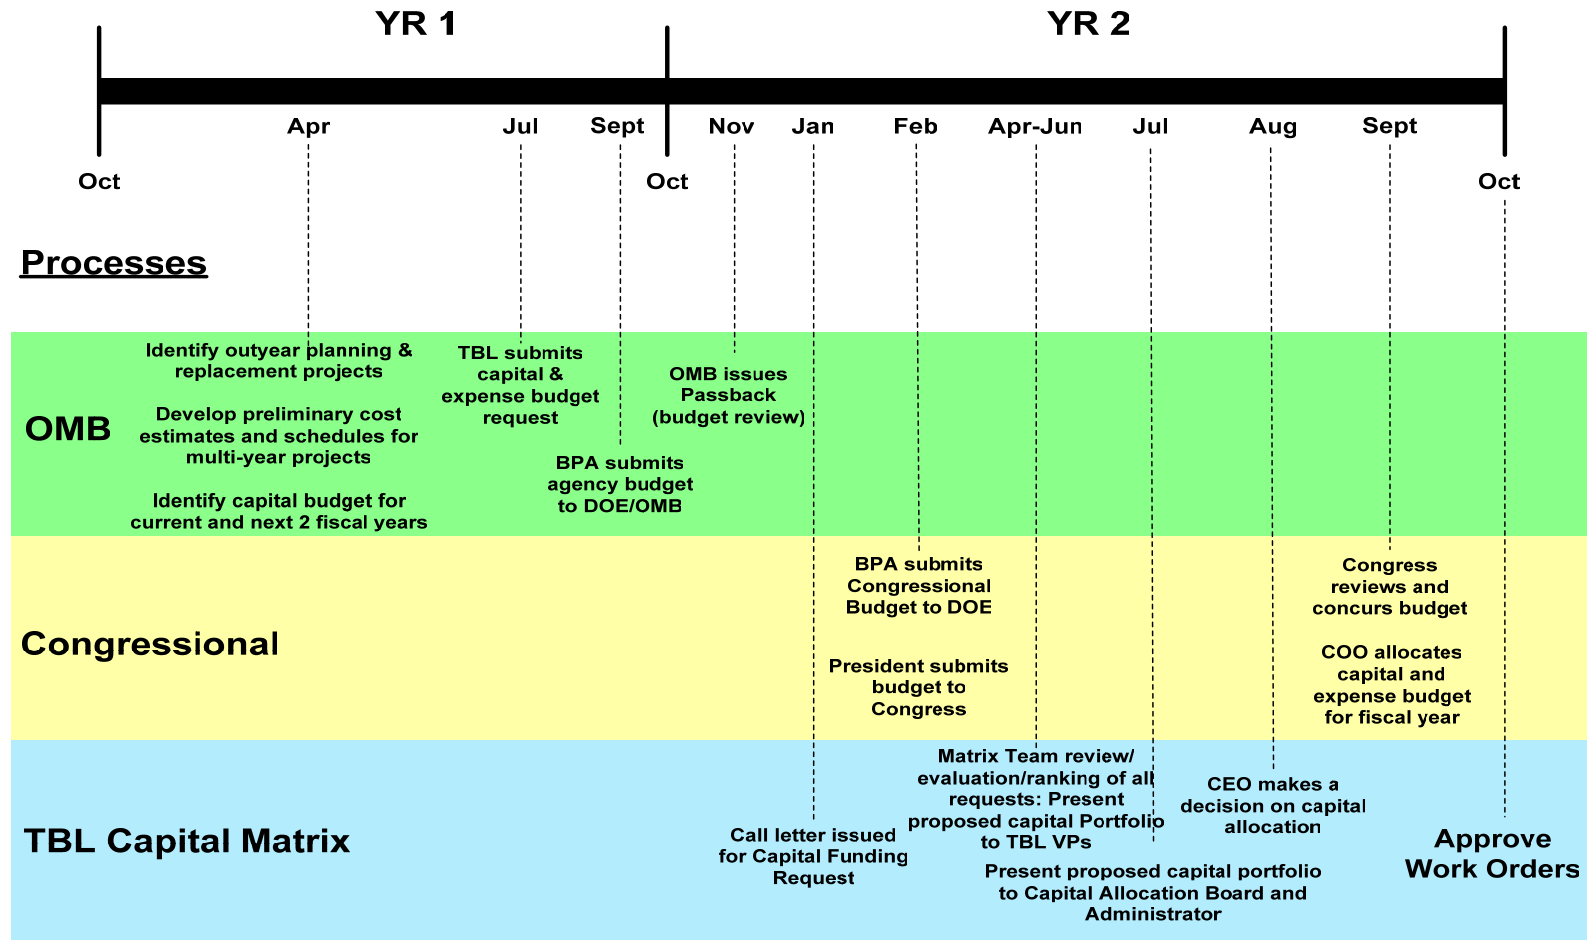 YR 1
YR 2
Apr
Jul
Sept
Nov
Jan
Feb
Apr-Jun
Jul
Aug
Sept
Oct
Oct
Oct
Processes
OMB
Identify outyear planning &
replacement projects
Develop preliminary cost
estimates and schedules for
multi-year projects
Identify capital budget for
current and next 2 fiscal years
TBL submits
capital &
expense budget
request
BPA submits
agency budget
to DOE/OMB
OMB issues
Passback
(budget review)
Congressional
BPA submits
Congressional
Budget to DOE
President submits
budget to
Congress
Congress
reviews and
concurs budget
COO allocates
capital and
expense budget
for fiscal year
TBL Capital Matrix
Call letter issued
for Capital Funding
Request
Matrix Team review/
evaluation/ranking of all
requests: Present
proposed capital Portfolio
to TBL VPs
Present proposed capital portfolio
to Capital Allocation Board and
Administrator
CEO makes a
decision on capital
allocation
Approve
Work Orders